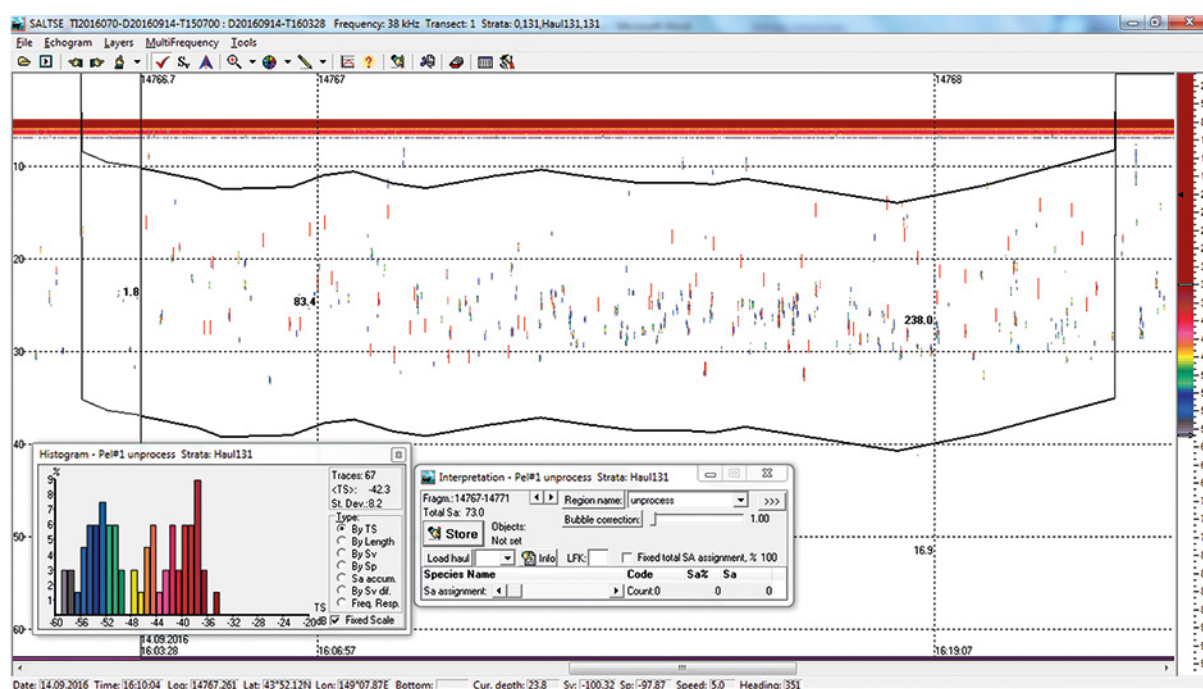 SALTSE TI2016070-D20160914-T150700 : D20160914-T160328 Frequency: 38 kHz Transect: 1 Strata: 0,131,Haul131,131
File Echogram Layers MultiFrequency Tools
14766.7 14767 14768
10
20
1.8 83.4 238.0
30
40
50
16.9
60
14.09.2016
16:03:28 16:06:57 16:19:07
Histogram - Pel#1 unprocess Strata: Haul131
%
9
8
7
6
5
4
3
2
1
-60 -56 -52 -48 -44 -40 -36 -32 -28 -24 -20dB
TS
Traces: 67
<TS>: -42.3
St. Dev.:8.2
Type:
By TS
By Length
By Sv
By Sp
Sa accum.
By Sv dif.
Freq. Resp.
Fixed Scale
Interpretation - Pel#1 unprocess Strata: Haul131
Fragm.:14767-14771 Region name: unprocess >>>
Total Sa: 73.0 Bubble correction: 1.00
Store Objects:
Not set
Load haul Info LFK: Fixed total SA assignment, % 100
Species Name Code Sa% Sa
Sa assignment: Count:0 0 0
Date: 14.09.2016 Time: 16:10:04 Log: 14767.261 Lat: 43°52.12N Lon: 149°07.87E Bottom: Cur. depth: 23.8 Sv: -100.32 Sp: -97.87 Speed: 5.0 Heading: 351